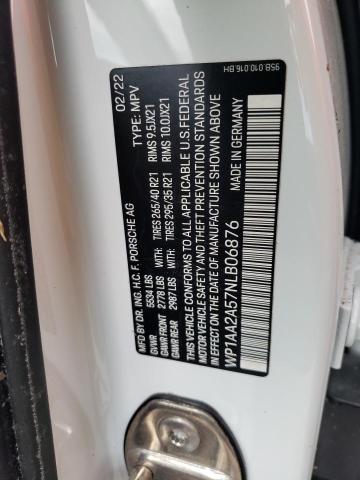 95B.010.016.BH
MFD BY DR. ING. H.C. F. PORSCHE AG 02/22
GVWR 5534 LBS TYPE: MPV
GAWR FRONT 2778 LBS WITH: TIRES 265/40 R21 RIMS 9.5JX21
GAWR REAR 2987 LBS WITH: TIRES 295/35 R21 RIMS 10.0JX21
THIS VEHICLE CONFORMS TO ALL APPLICABLE U.S.FEDERAL
MOTOR VEHICLE SAFETY AND THEFT PREVENTION STANDARDS
IN EFFECT ON THE DATE OF MANUFACTURE SHOWN ABOVE
WP1AA2A57NLB06876 MADE IN GERMANY